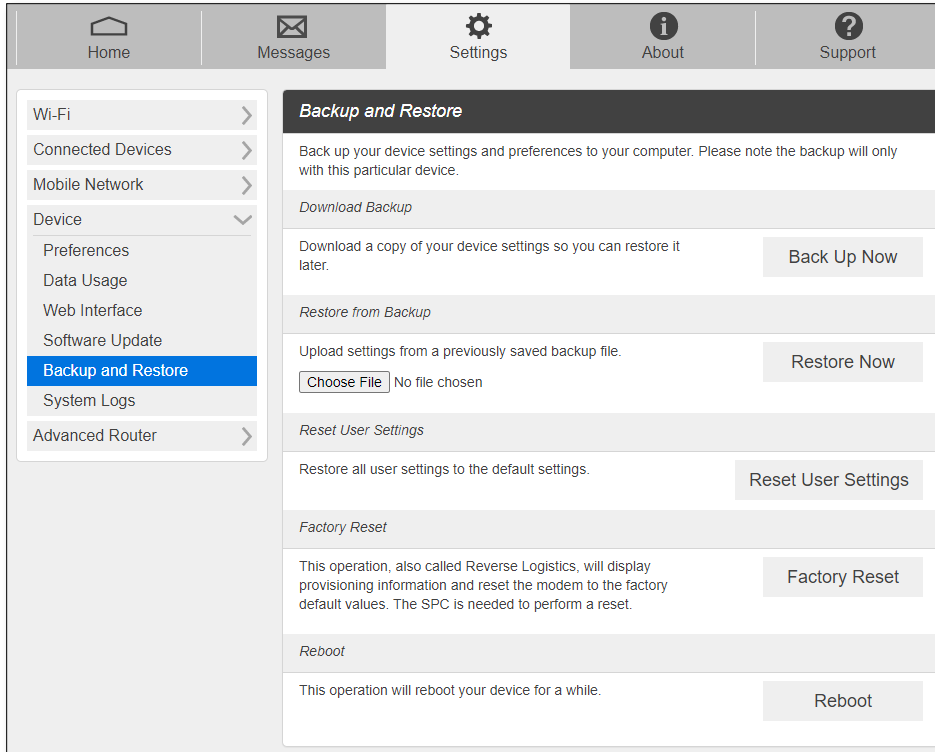 Home
Messages
Settings
About
Support
Wi-Fi
Connected Devices
Mobile Network
Device
Preferences
Data Usage
Web Interface
Software Update
Backup and Restore
System Logs
Advanced Router
Backup and Restore
Back up your device settings and preferences to your computer. Please note the backup will only
with this particular device.
Download Backup
Download a copy of your device settings so you can restore it
later.
Back Up Now
Restore from Backup
Upload settings from a previously saved backup file.
Choose File No file chosen
Restore Now
Reset User Settings
Restore all user settings to the default settings.
Reset User Settings
Factory Reset
This operation, also called Reverse Logistics, will display
provisioning information and reset the modem to the factory
default values. The SPC is needed to perform a reset.
Factory Reset
Reboot
This operation will reboot your device for a while.
Reboot